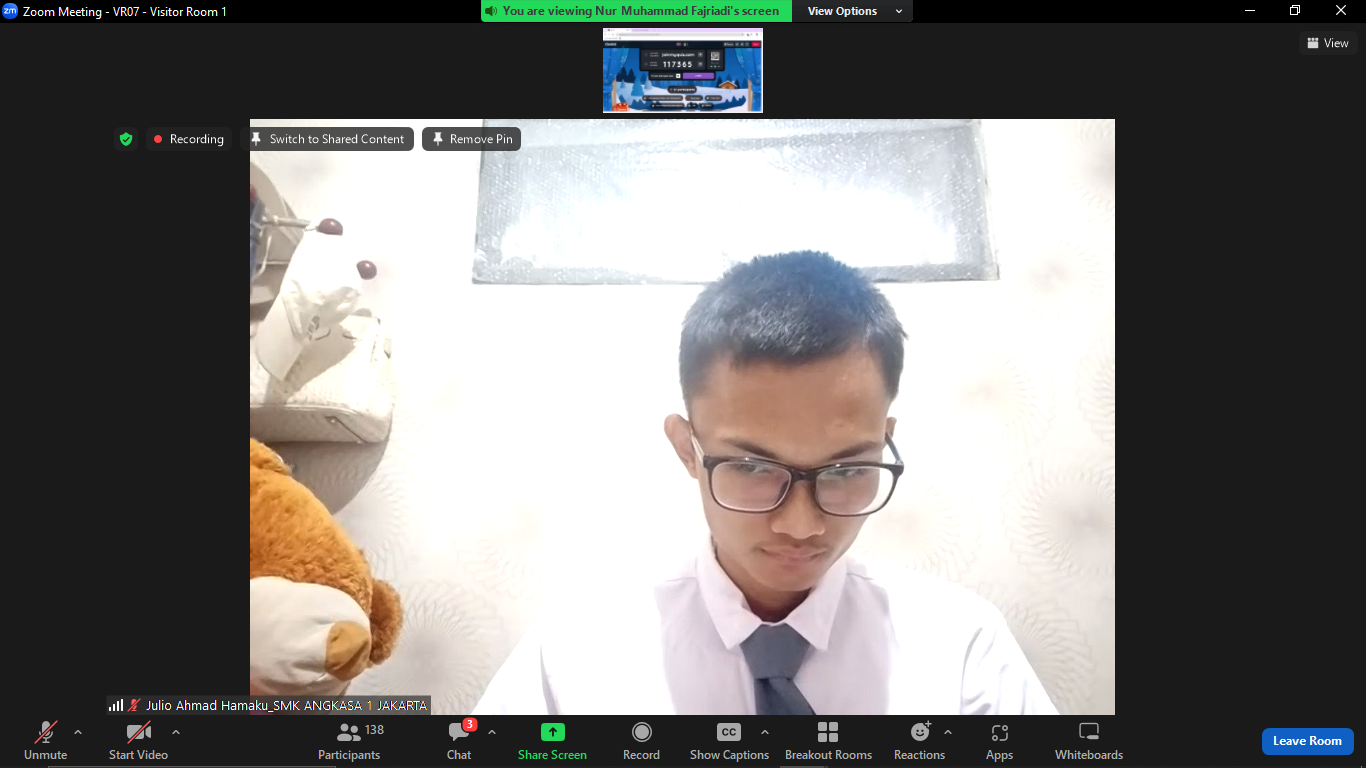 zm Zoom Meeting - VR07 - Visitor Room 1
You are viewing Nur Muhammad Fajriadi's screen
View Options
View
117365
Recording
Switch to Shared Content
Remove Pin
Julio Ahmad Hamaku_SMK ANGKASA 1 JAKARTA
Unmute
Start Video
Participants
138
Chat
3
Share Screen
Record
CC
Show Captions
Breakout Rooms
Reactions
Apps
Whiteboards
Leave Room